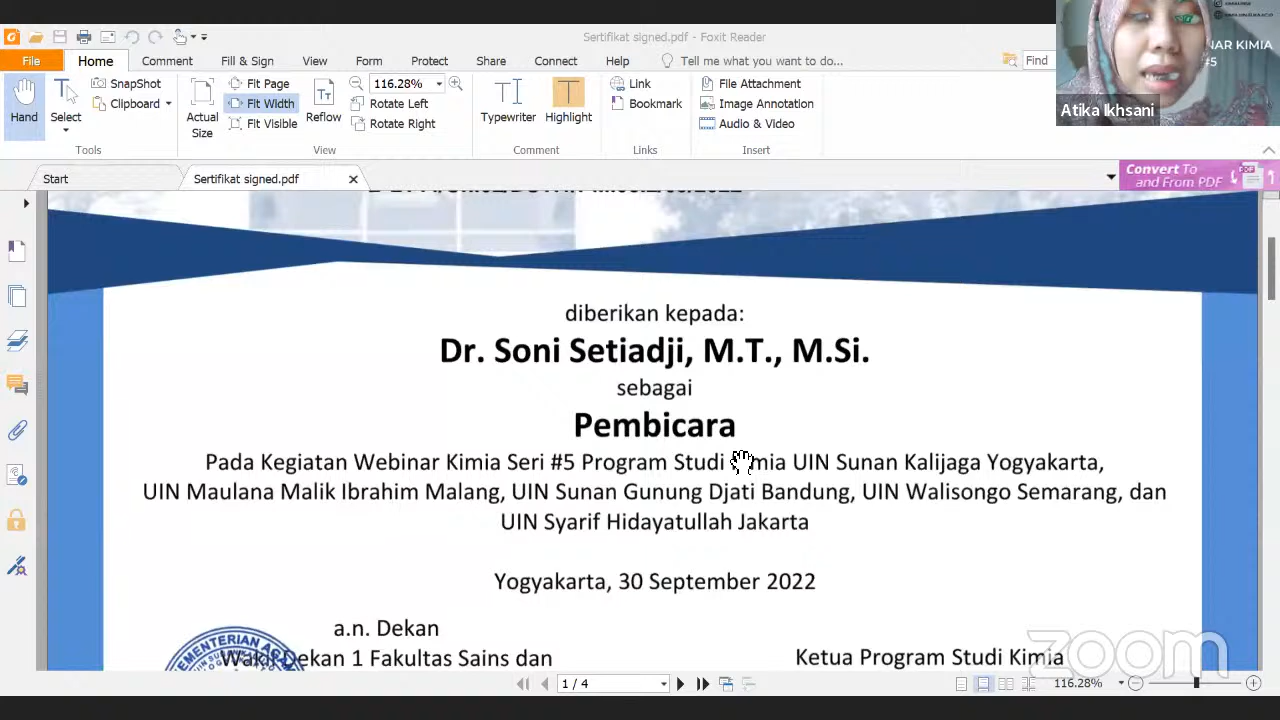 Sertifikat signed.pdf - Foxit Reader
File Home Comment Fill & Sign View Form Protect Share Connect Help Tell me what you want to do... Find
Hand
Select
SnapShot
Clipboard
Tools
Actual Size
Fit Page
Fit Width
Fit Visible
Reflow
116.28%
Rotate Left
Rotate Right
View
Typewriter
Highlight
Comment
Link
Bookmark
Links
File Attachment
Image Annotation
Audio & Video
Insert
NAR KIMIA
#5
Atika Ikhsani
Start
Sertifikat signed.pdf
Convert To
and From PDF
PDF
diberikan kepada:
Dr. Soni Setiadji, M.T., M.Si.
sebagai
Pembicara
Pada Kegiatan Webinar Kimia Seri #5 Program Studi Kimia UIN Sunan Kalijaga Yogyakarta,
UIN Maulana Malik Ibrahim Malang, UIN Sunan Gunung Djati Bandung, UIN Walisongo Semarang, dan
UIN Syarif Hidayatullah Jakarta
Yogyakarta, 30 September 2022
a.n. Dekan
Wakil Dekan 1 Fakultas Sains dan
Ketua Program Studi Kimia
zoom
1 / 4
116.28%